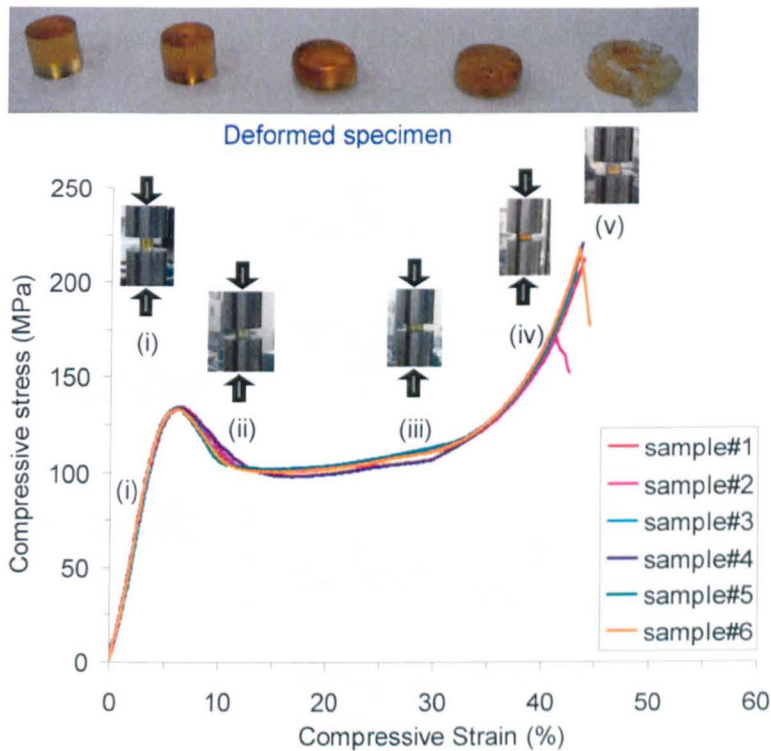 Deformed specimen
Compressive stress (MPa)
250
200
150
100
50
0
(i)
(ii)
(iii)
(iv)
(v)
(i)
sample#1
sample#2
sample#3
sample#4
sample#5
sample#6
0
10
20
30
40
50
60
Compressive Strain (%)